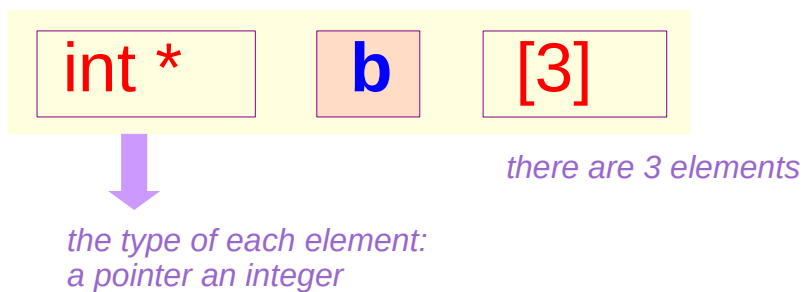 int * b [3]
there are 3 elements
the type of each element:
a pointer an integer